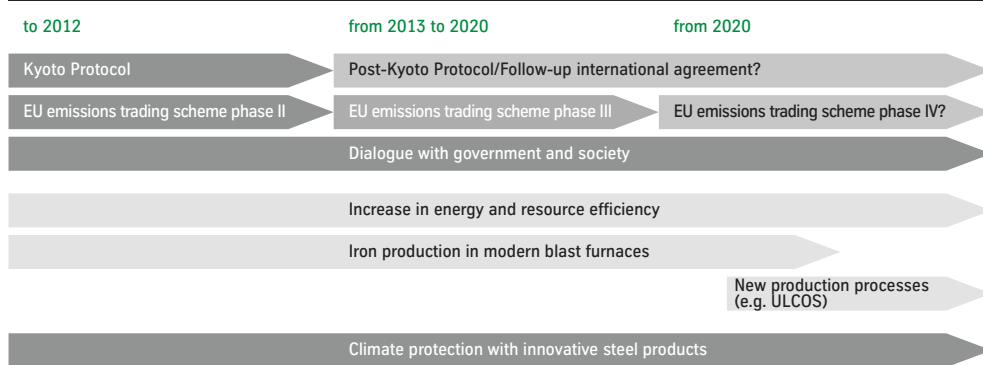 to 2012
from 2013 to 2020
from 2020
Kyoto Protocol
Post-Kyoto Protocol/Follow-up international agreement?
EU emissions trading scheme phase II
EU emissions trading scheme phase III
EU emissions trading scheme phase IV?
Dialogue with government and society
Increase in energy and resource efficiency
Iron production in modern blast furnaces
New production processes
(e.g. ULCOS)
Climate protection with innovative steel products